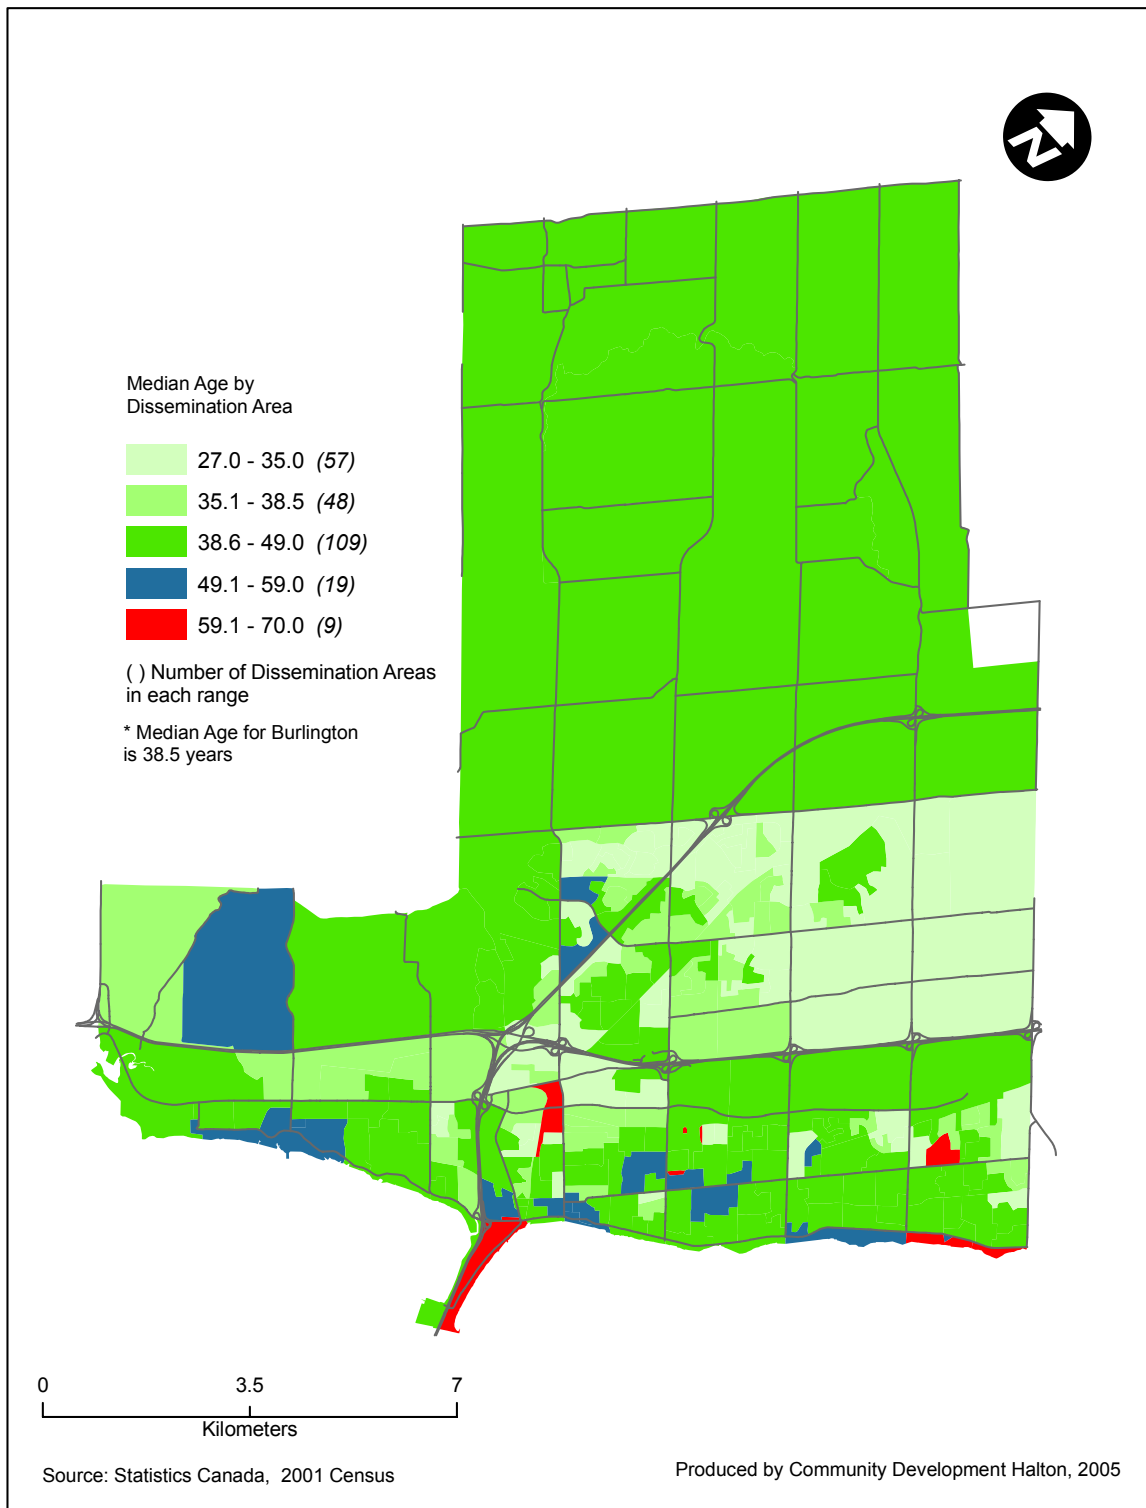 N
Median Age by
Dissemination Area
27.0 - 35.0 (57)
35.1 - 38.5 (48)
38.6 - 49.0 (109)
49.1 - 59.0 (19)
59.1 - 70.0 (9)
( ) Number of Dissemination Areas
in each range
* Median Age for Burlington
is 38.5 years
0 3.5 7
Kilometers
Source: Statistics Canada, 2001 Census
Produced by Community Development Halton, 2005